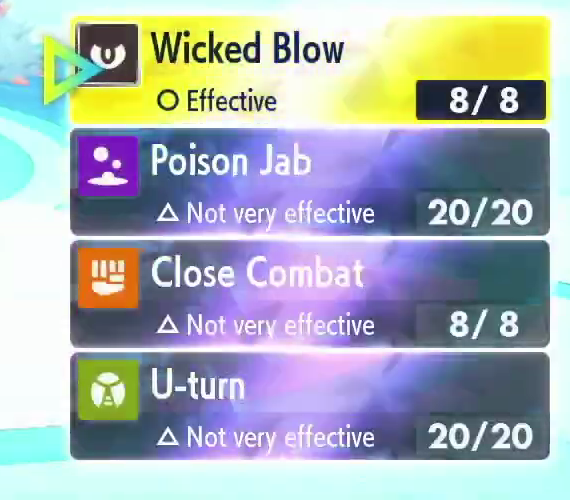 Wicked Blow
Effective 8/ 8
Poison Jab
Not very effective 20/20
Close Combat
Not very effective 8/ 8
U-turn
Not very effective 20/20